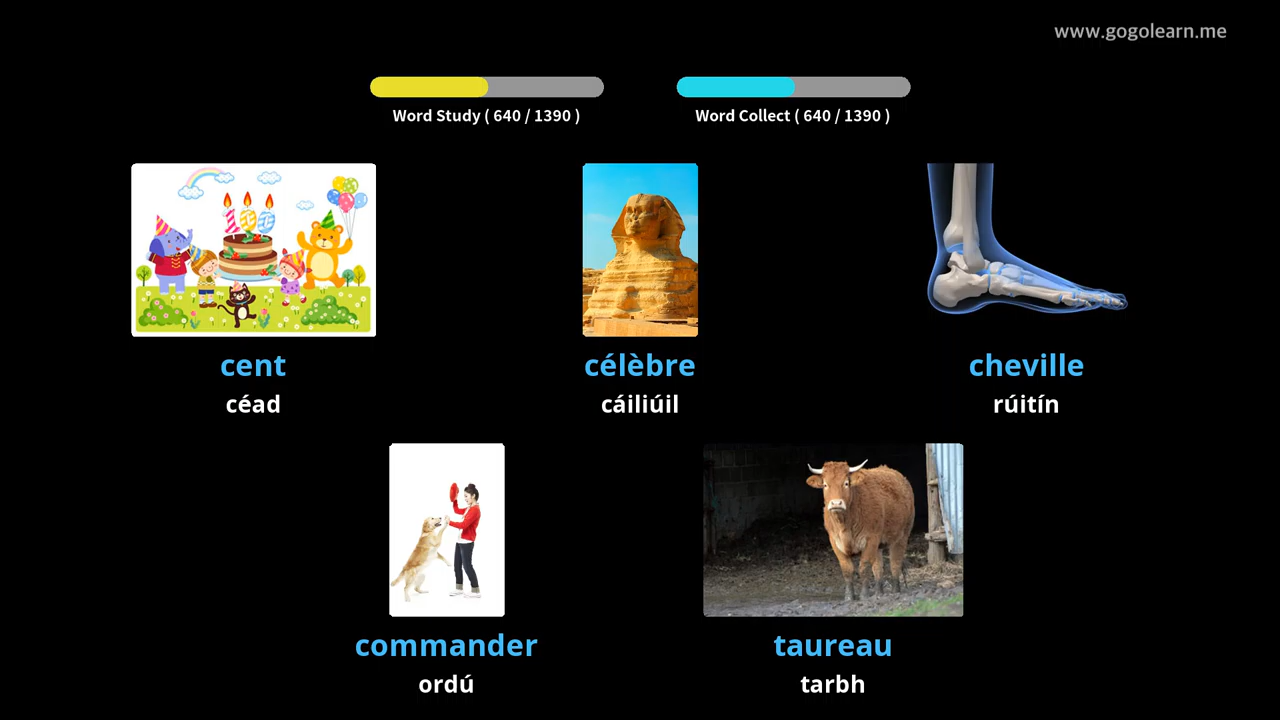 www.gogolearn.me
Word Study ( 640 / 1390 )
Word Collect ( 640 / 1390 )
100
cent
céad
célèbre
cáiliúil
cheville
rúitín
commander
ordú
taureau
tarbh